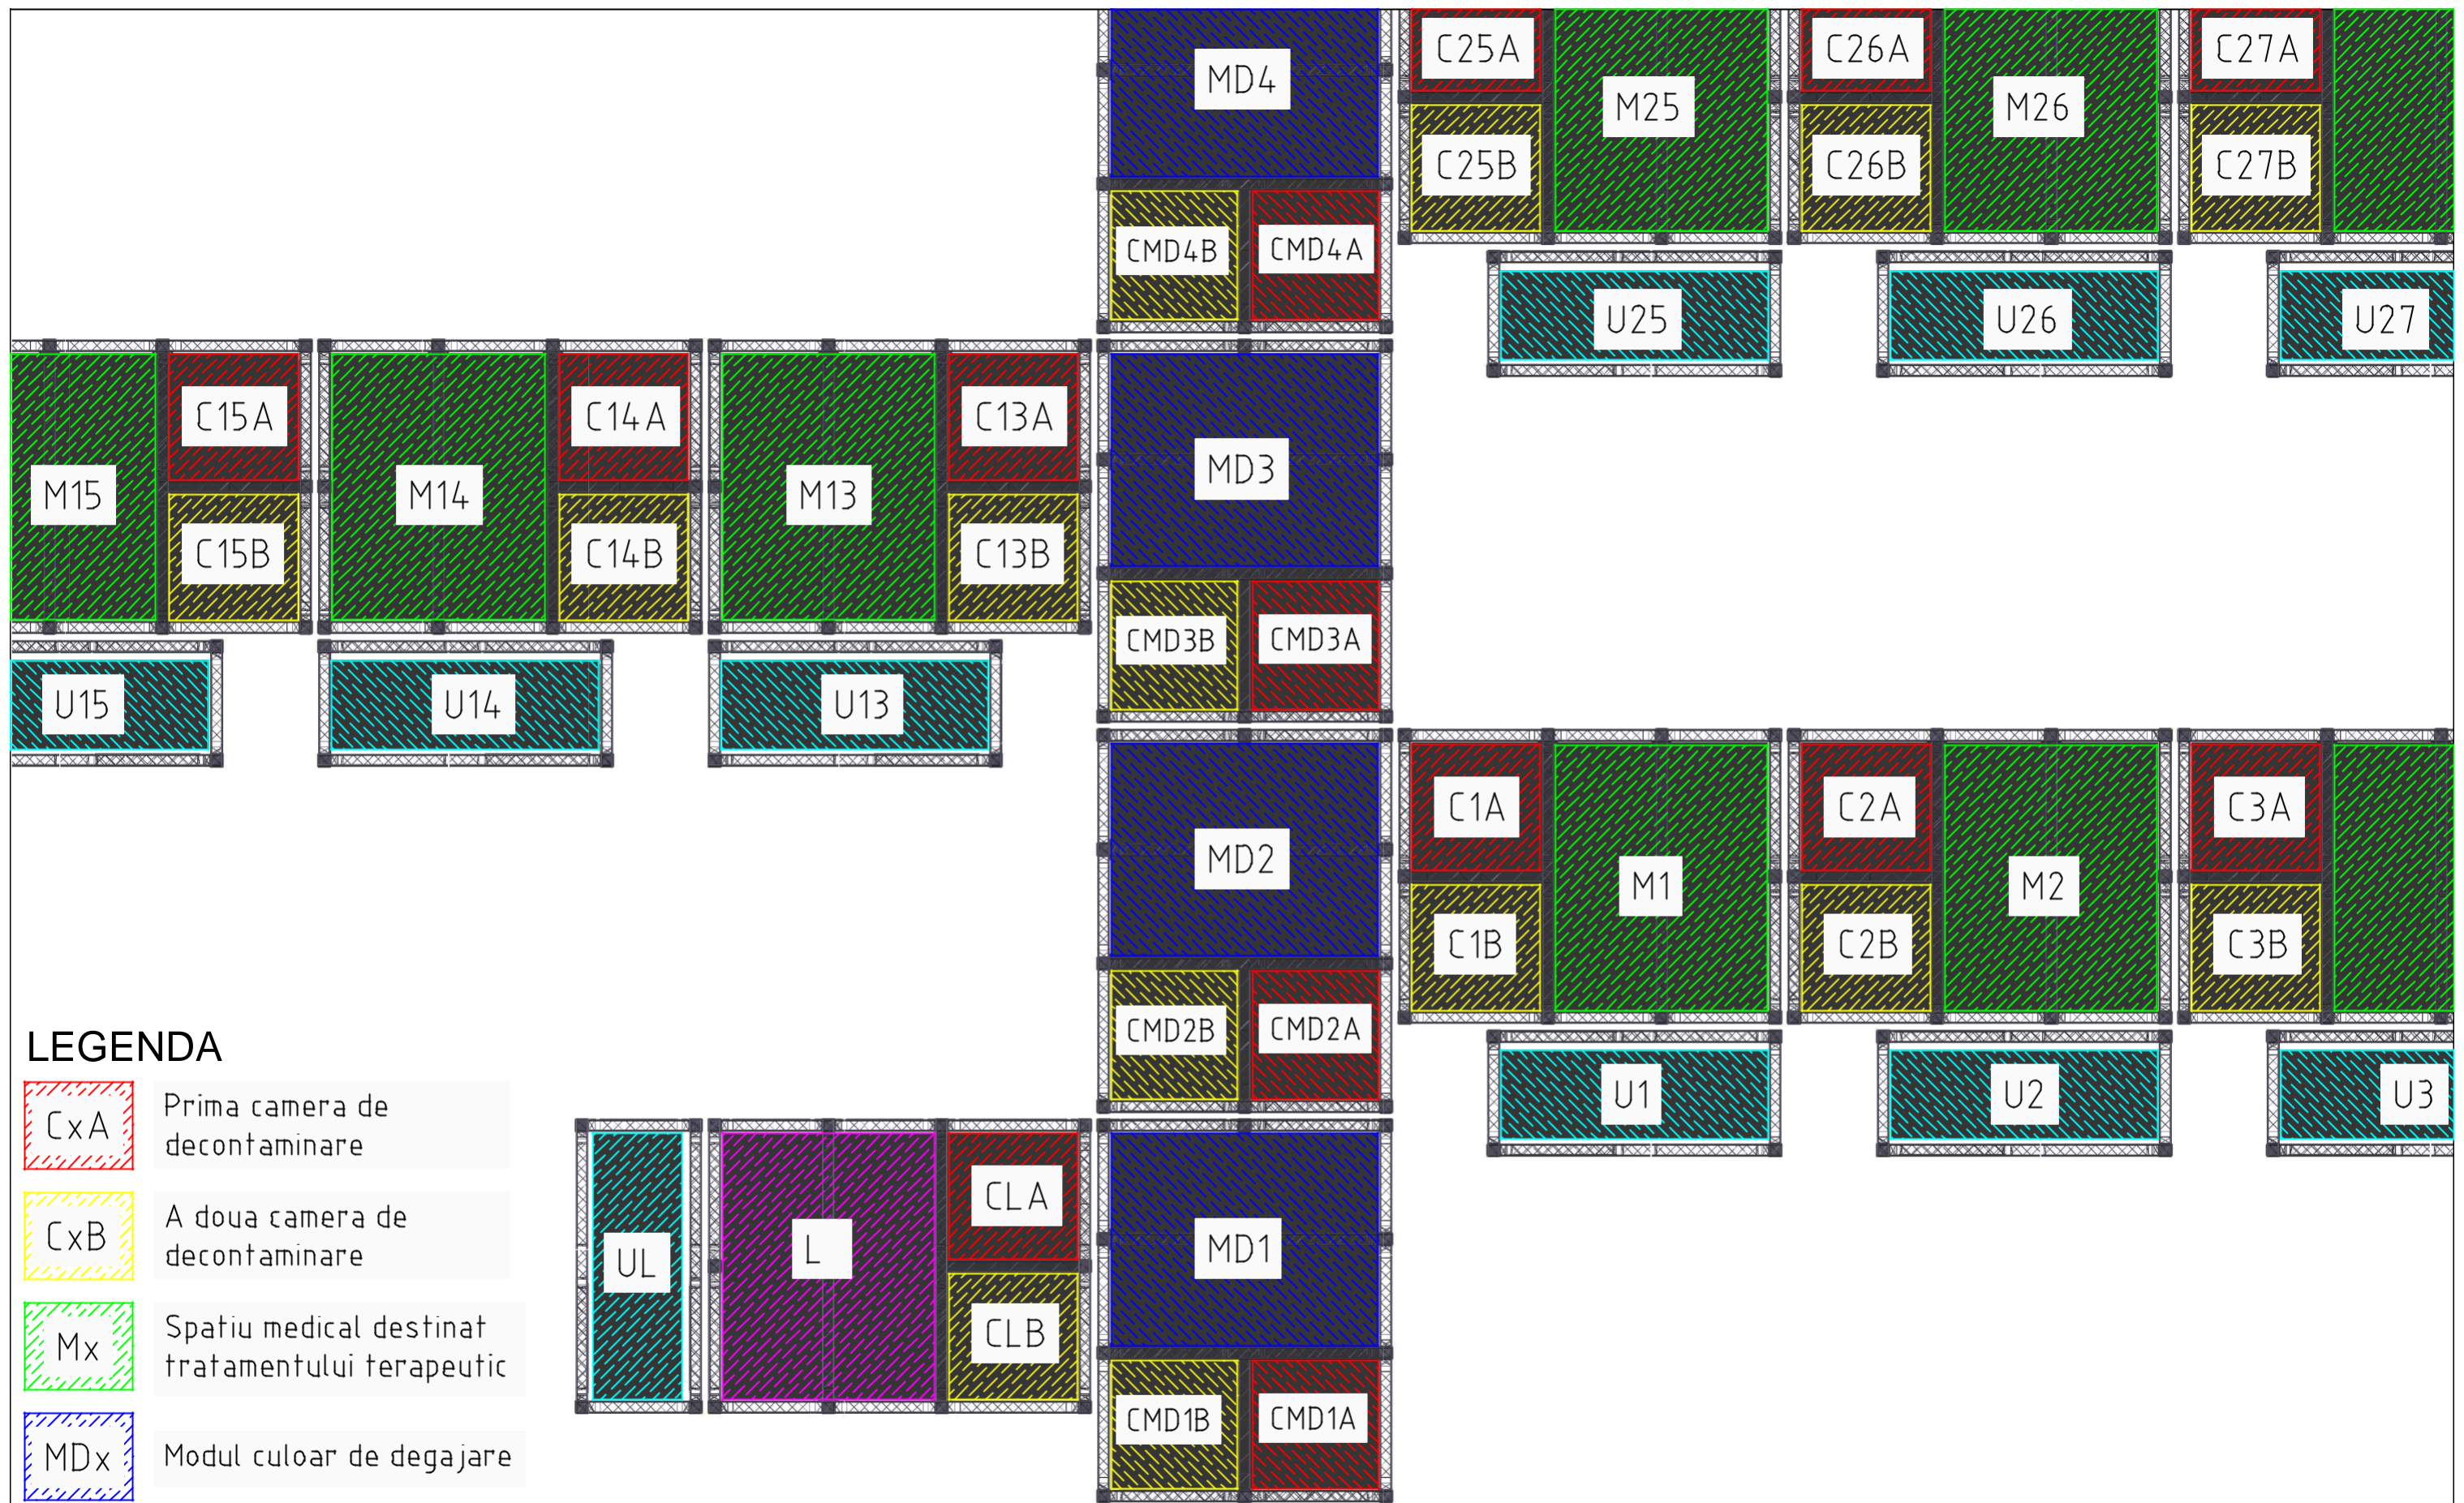 MD4
C25A
M25
C26A
M26
C27A
C25B
C26B
C27B
CMD4B
CMD4A
U25
U26
U27
M15
C15A
M14
C14A
M13
C13A
MD3
C15B
C14B
C13B
CMD3B
CMD3A
U15
U14
U13
MD2
C1A
M1
C2A
M2
C3A
C1B
C2B
C3B
CMD2B
CMD2A
U1
U2
U3
UL
L
CLA
CLB
MD1
CMD1B
CMD1A
LEGENDA
CxA
Prima camera de
decontaminare
CxB
A doua camera de
decontaminare
Mx
Spatiu medical destinat
tratamentului terapeutic
MDx
Modul culoar de degajare